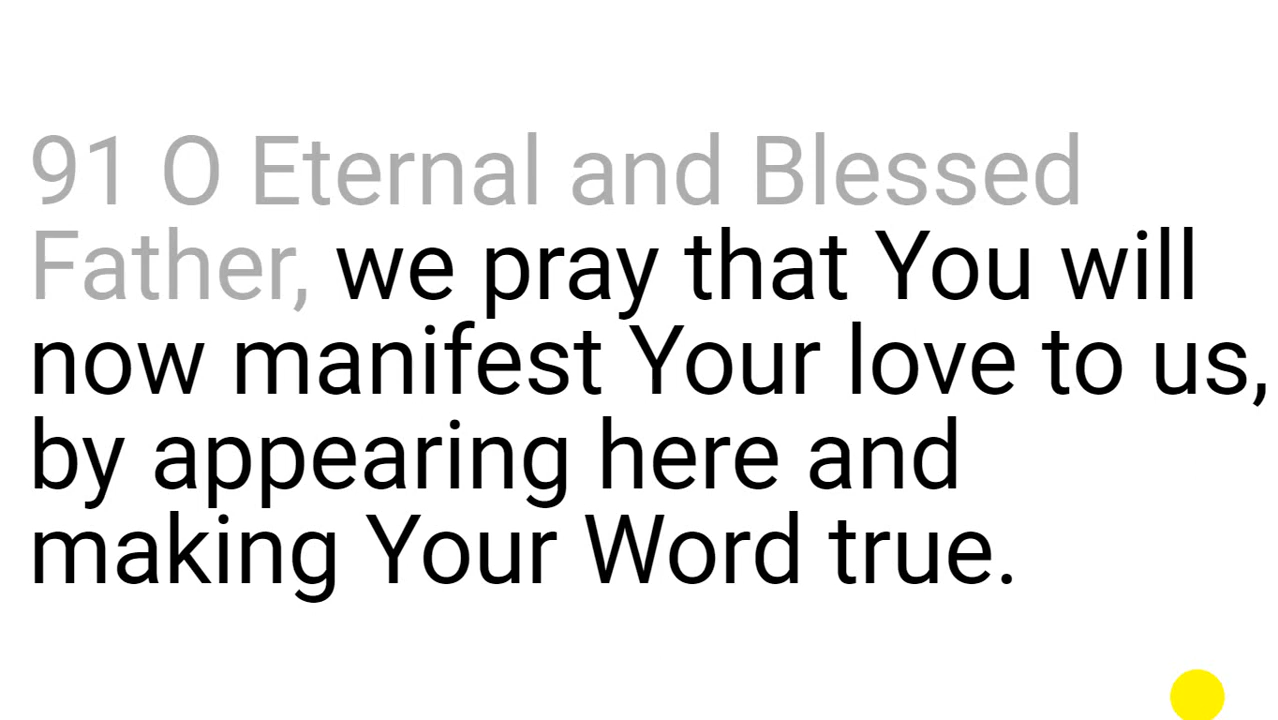 91 O Eternal and Blessed
Father, we pray that You will
now manifest Your love to us,
by appearing here and
making Your Word true.